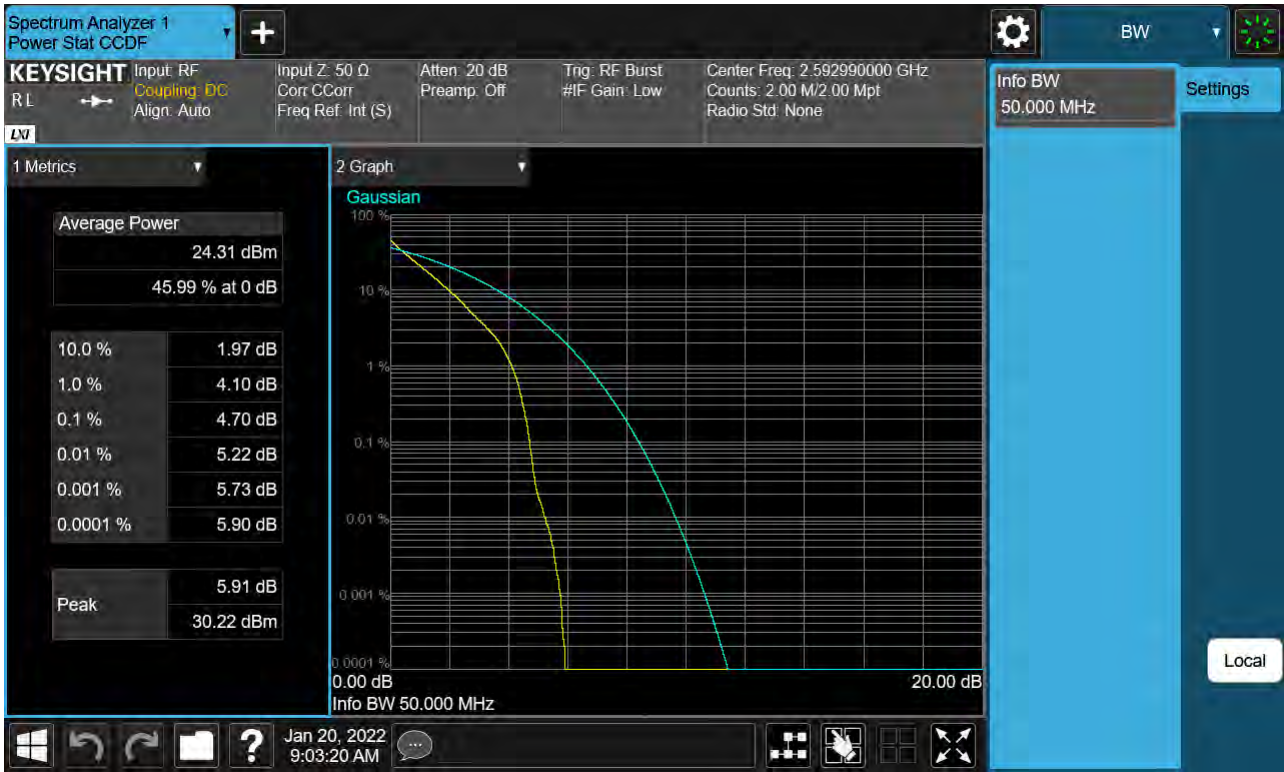 Spectrum Analyzer 1
Power Stat CCDF
+
BW
KEYSIGHT
RL
LXI
Input: RF
Coupling: DC
Align: Auto
Input Z: 50 Ω
Corr CCorr
Freq Ref: Int (S)
Atten: 20 dB
Preamp: Off
Trig: RF Burst
#IF Gain: Low
Center Freq: 2.592990000 GHz
Counts: 2.00 M/2.00 Mpt
Radio Std: None
Info BW
50.000 MHz
Settings
1 Metrics
Average Power
24.31 dBm
45.99 % at 0 dB
10.0 % 1.97 dB
1.0 % 4.10 dB
0.1 % 4.70 dB
0.01 % 5.22 dB
0.001 % 5.73 dB
0.0001 % 5.90 dB
Peak
5.91 dB
30.22 dBm
2 Graph
Gaussian
100 %
10 %
1 %
0.1 %
0.01 %
0.001 %
0.0001 %
0.00 dB 20.00 dB
Info BW 50.000 MHz
Local
?
Jan 20, 2022
9:03:20 AM